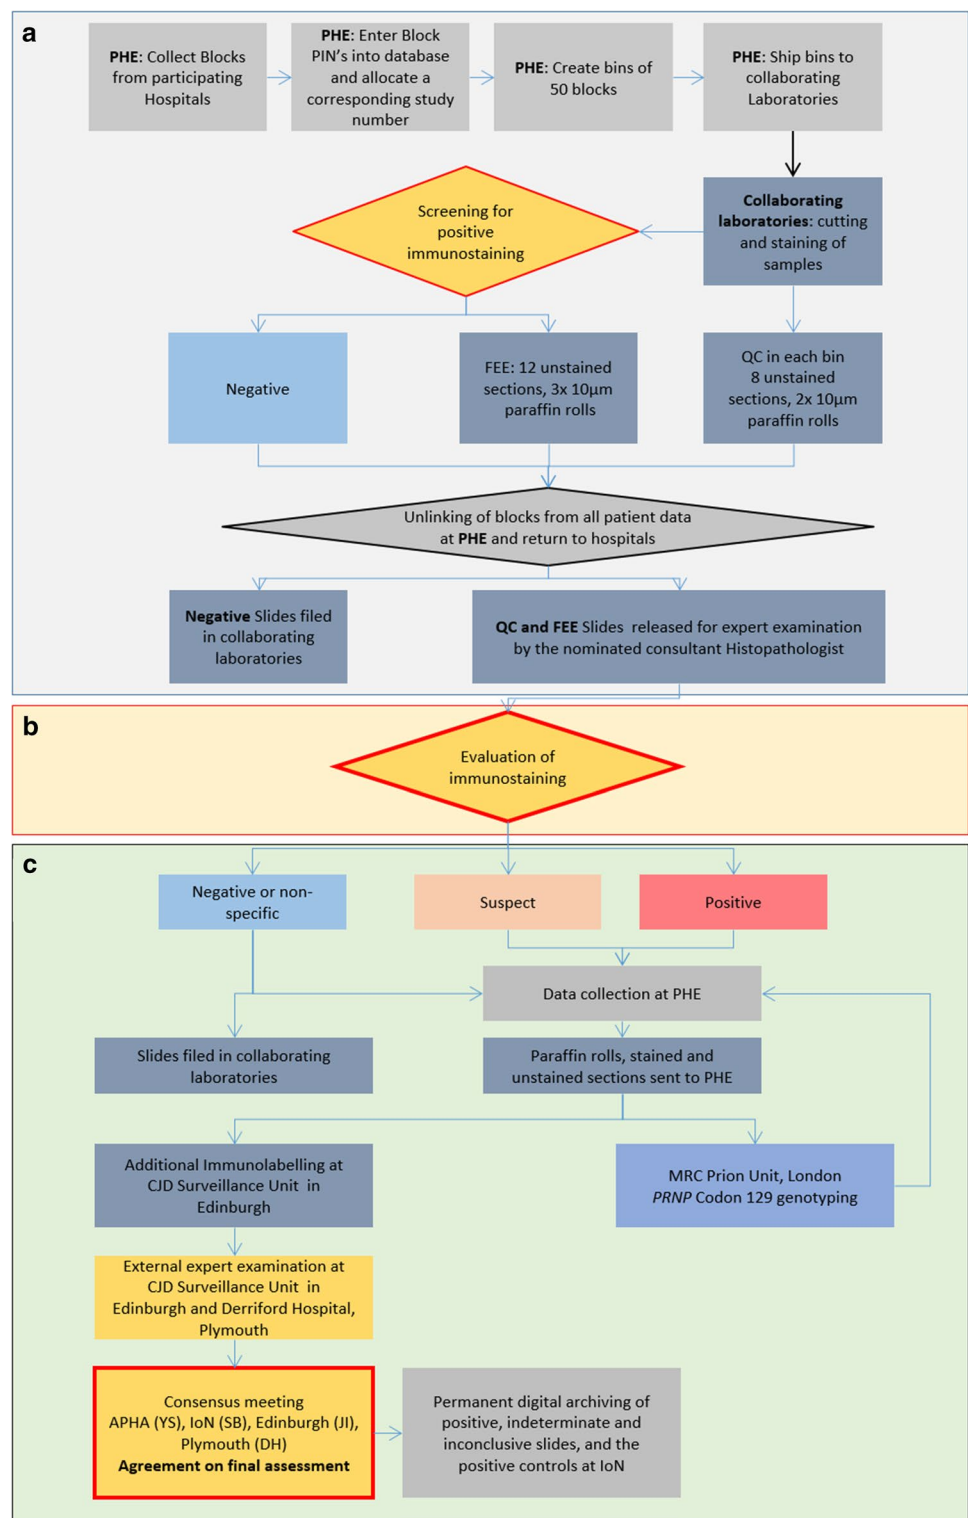 a
PHE: Collect Blocks
from participating
Hospitals
PHE: Enter Block
PIN's into database
and allocate a
corresponding study
number
PHE: Create bins of
50 blocks
PHE: Ship bins to
collaborating
Laboratories
Screening for
positive
immunostaining
Collaborating
laboratories: cutting
and staining of
samples
Negative
FEE: 12 unstained
sections, 3x 10µm
paraffin rolls
QC in each bin
8 unstained
sections, 2x 10µm
paraffin rolls
Unlinking of blocks from all patient data
at PHE and return to hospitals
Negative Slides filed
in collaborating
laboratories
QC and FEE Slides released for expert examination
by the nominated consultant Histopathologist
b
Evaluation of
immunostaining
c
Negative or non-
specific
Suspect
Positive
Data collection at PHE
Slides filed in collaborating
laboratories
Paraffin rolls, stained and
unstained sections sent to PHE
Additional Immunolabelling at
CJD Surveillance Unit in
Edinburgh
MRC Prion Unit, London
PRNP Codon 129 genotyping
External expert examination at
CJD Surveillance Unit in
Edinburgh and Derriford Hospital,
Plymouth
Consensus meeting
APHA (YS), IoN (SB), Edinburgh (JI),
Plymouth (DH)
Agreement on final assessment
Permanent digital archiving of
positive, indeterminate and
inconclusive slides, and the
positive controls at IoN